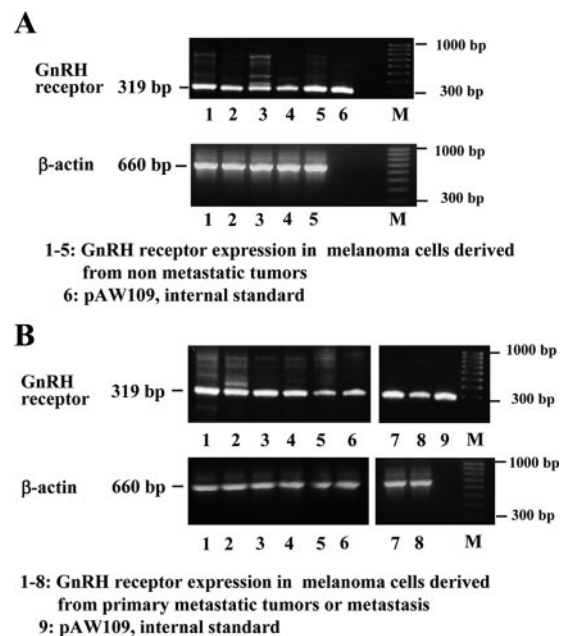 A
GnRH receptor 319 bp 1000 bp 300 bp
1 2 3 4 5 6 M
β-actin 660 bp 1000 bp 300 bp
1 2 3 4 5 M
1-5: GnRH receptor expression in melanoma cells derived
from non metastatic tumors
6: pAW109, internal standard
B
GnRH receptor 319 bp 1000 bp 300 bp
1 2 3 4 5 6 7 8 9 M
β-actin 660 bp 1000 bp 300 bp
1 2 3 4 5 6 7 8 M
1-8: GnRH receptor expression in melanoma cells derived
from primary metastatic tumors or metastasis
9: pAW109, internal standard